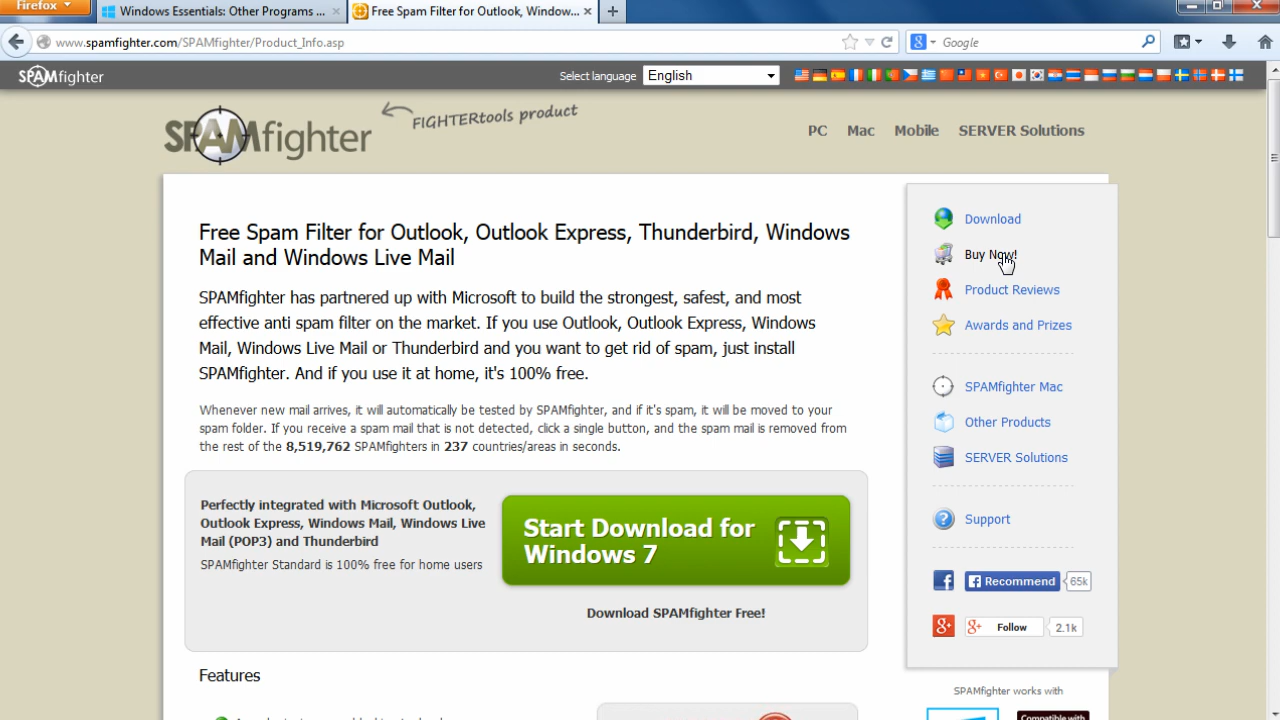 Firefox
Windows Essentials: Other Programs ...
Free Spam Filter for Outlook, Window...
www.spamfighter.com/SPAMfighter/Product_Info.asp
Google
SPAMfighter
Select language
English
SPAMfighter
FIGHTERtools product
PC
Mac
Mobile
SERVER Solutions
Free Spam Filter for Outlook, Outlook Express, Thunderbird, Windows
Mail and Windows Live Mail
SPAMfighter has partnered up with Microsoft to build the strongest, safest, and most
effective anti spam filter on the market. If you use Outlook, Outlook Express, Windows
Mail, Windows Live Mail or Thunderbird and you want to get rid of spam, just install
SPAMfighter. And if you use it at home, it's 100% free.
Whenever new mail arrives, it will automatically be tested by SPAMfighter, and if it's spam, it will be moved to your
spam folder. If you receive a spam mail that is not detected, click a single button, and the spam mail is removed from
the rest of the 8,519,762 SPAMfighters in 237 countries/areas in seconds.
Perfectly integrated with Microsoft Outlook,
Outlook Express, Windows Mail, Windows Live
Mail (POP3) and Thunderbird
SPAMfighter Standard is 100% free for home users
Start Download for
Windows 7
Download SPAMfighter Free!
Features
Download
Buy Now!
Product Reviews
Awards and Prizes
SPAMfighter Mac
Other Products
SERVER Solutions
Support
Recommend
65k
Follow
2.1k
SPAMfighter works with
Compatible with